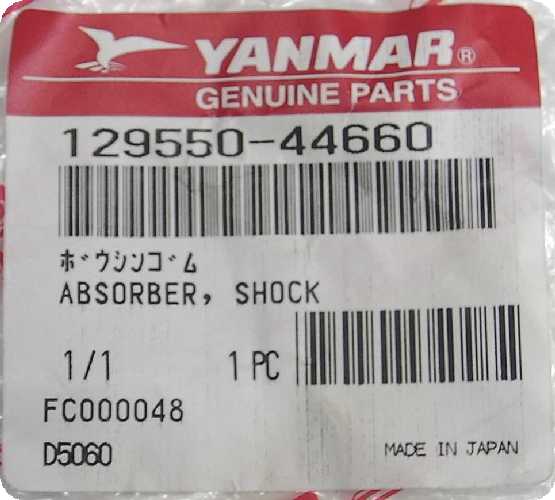 YANMAR®
GENUINE PARTS
129550-44660
ﾎﾞｳｼﾝｺﾞﾑ
ABSORBER, SHOCK
1/1 1 PC
FC000048
D5060 MADE IN JAPAN